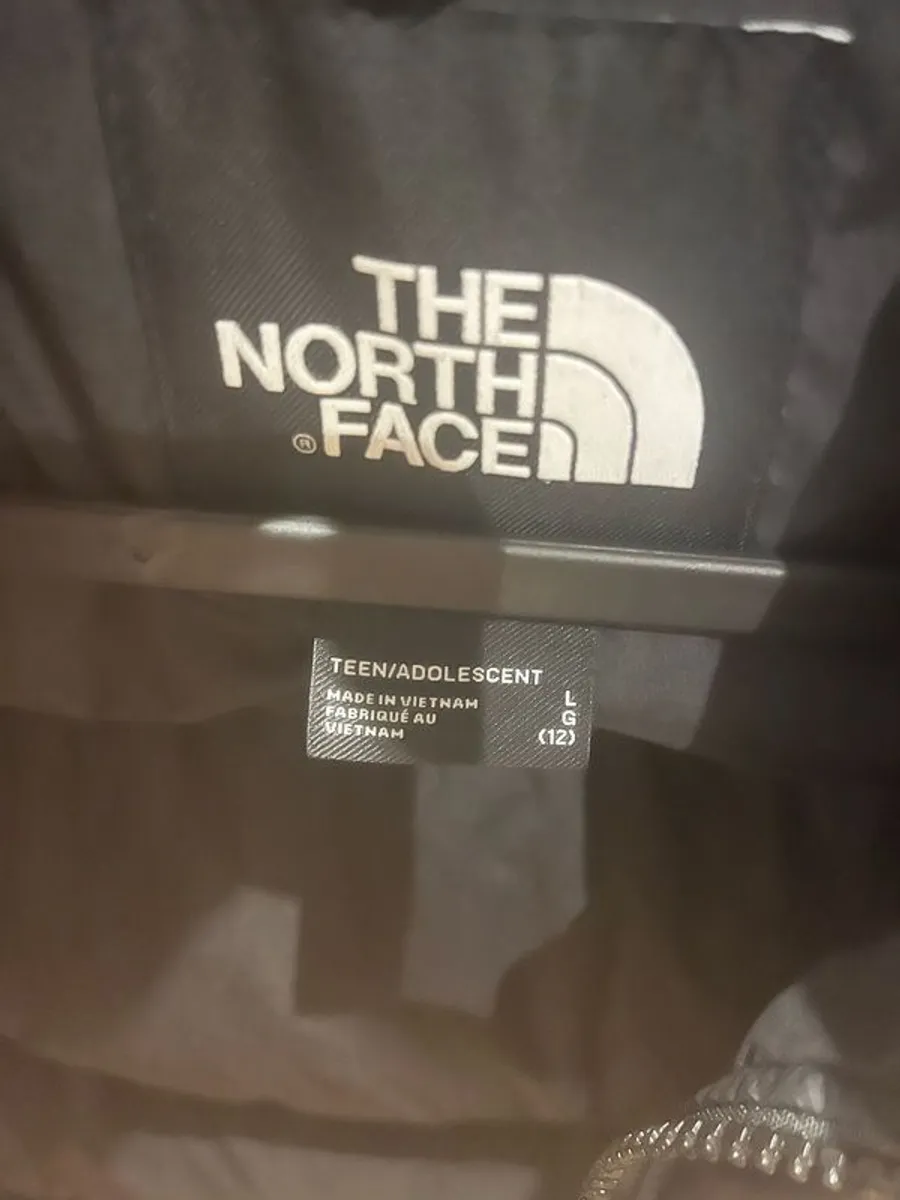 THE
NORTH
FACE
®
TEEN/ADOLESCENT
MADE IN VIETNAM L
FABRIQUÉ AU G
VIETNAM (12)